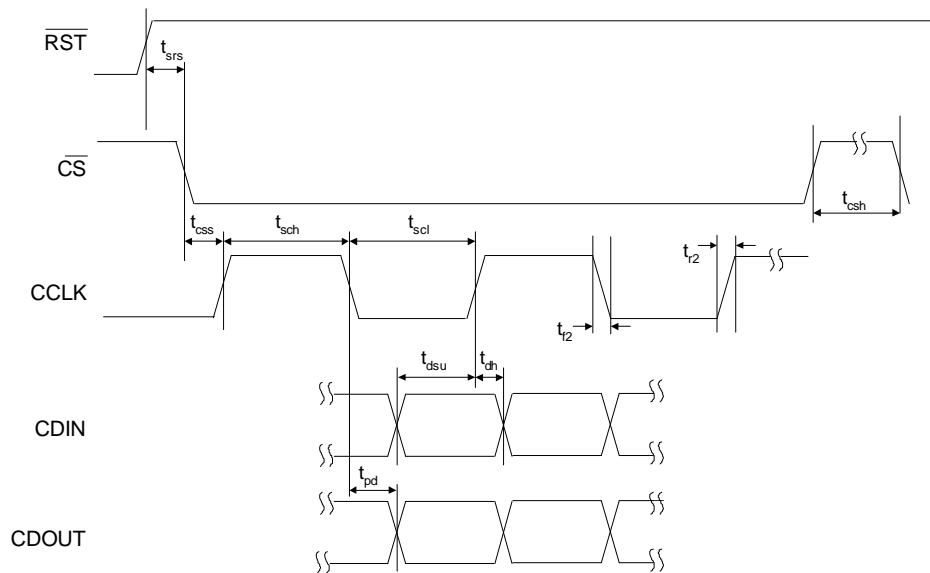 RST
t_srs
CS
t_csh
t_css
t_sch
t_scl
t_r2
CCLK
t_f2
t_dsu
t_dh
CDIN
t_pd
CDOUT